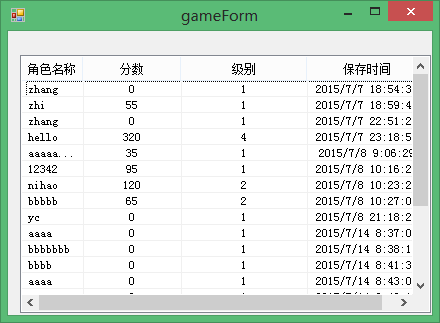 gameForm
角色名称 分数 级别 保存时间
zhang 0 1 2015/7/7 18:54:3
zhi 55 1 2015/7/7 18:59:4
zhang 0 1 2015/7/7 22:51:2
hello 320 4 2015/7/7 23:18:5
aaaaa... 35 1 2015/7/8 9:06:29
12342 95 1 2015/7/8 10:16:2
nihao 120 2 2015/7/8 10:23:2
bbbbb 65 2 2015/7/8 10:27:0
yc 0 1 2015/7/8 21:18:2
aaaa 0 1 2015/7/14 8:37:0
bbbbbbb 0 1 2015/7/14 8:38:1
bbbb 0 1 2015/7/14 8:41:3
aaaa 0 1 2015/7/14 8:43:0